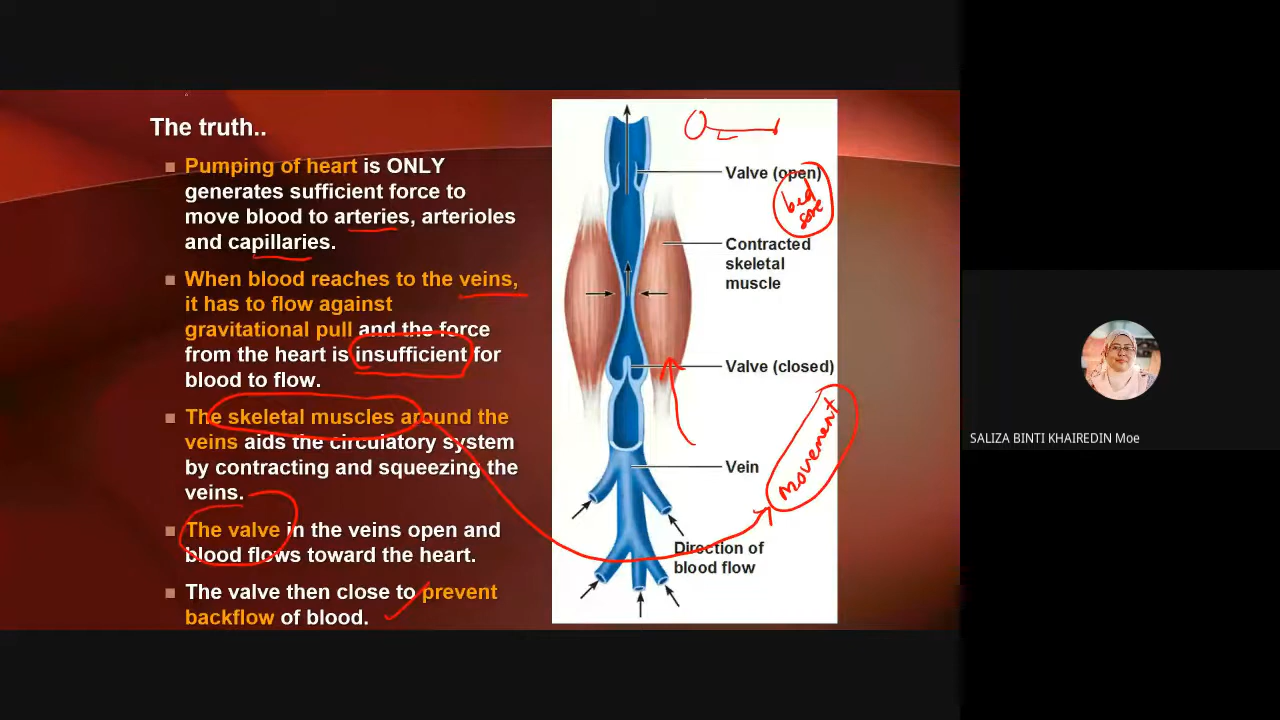 The truth..
Pumping of heart is ONLY
generates sufficient force to
move blood to arteries, arterioles
and capillaries.
When blood reaches to the veins,
it has to flow against
gravitational pull and the force
from the heart is insufficient for
blood to flow.
The skeletal muscles around the
veins aids the circulatory system
by contracting and squeezing the
veins.
The valve in the veins open and
blood flows toward the heart.
The valve then close to prevent
backflow of blood.
Valve (open)
bed
sore
Contracted
skeletal
muscle
Valve (closed)
movement
Vein
Direction of
blood flow
SALIZA BINTI KHAIREDIN Moe